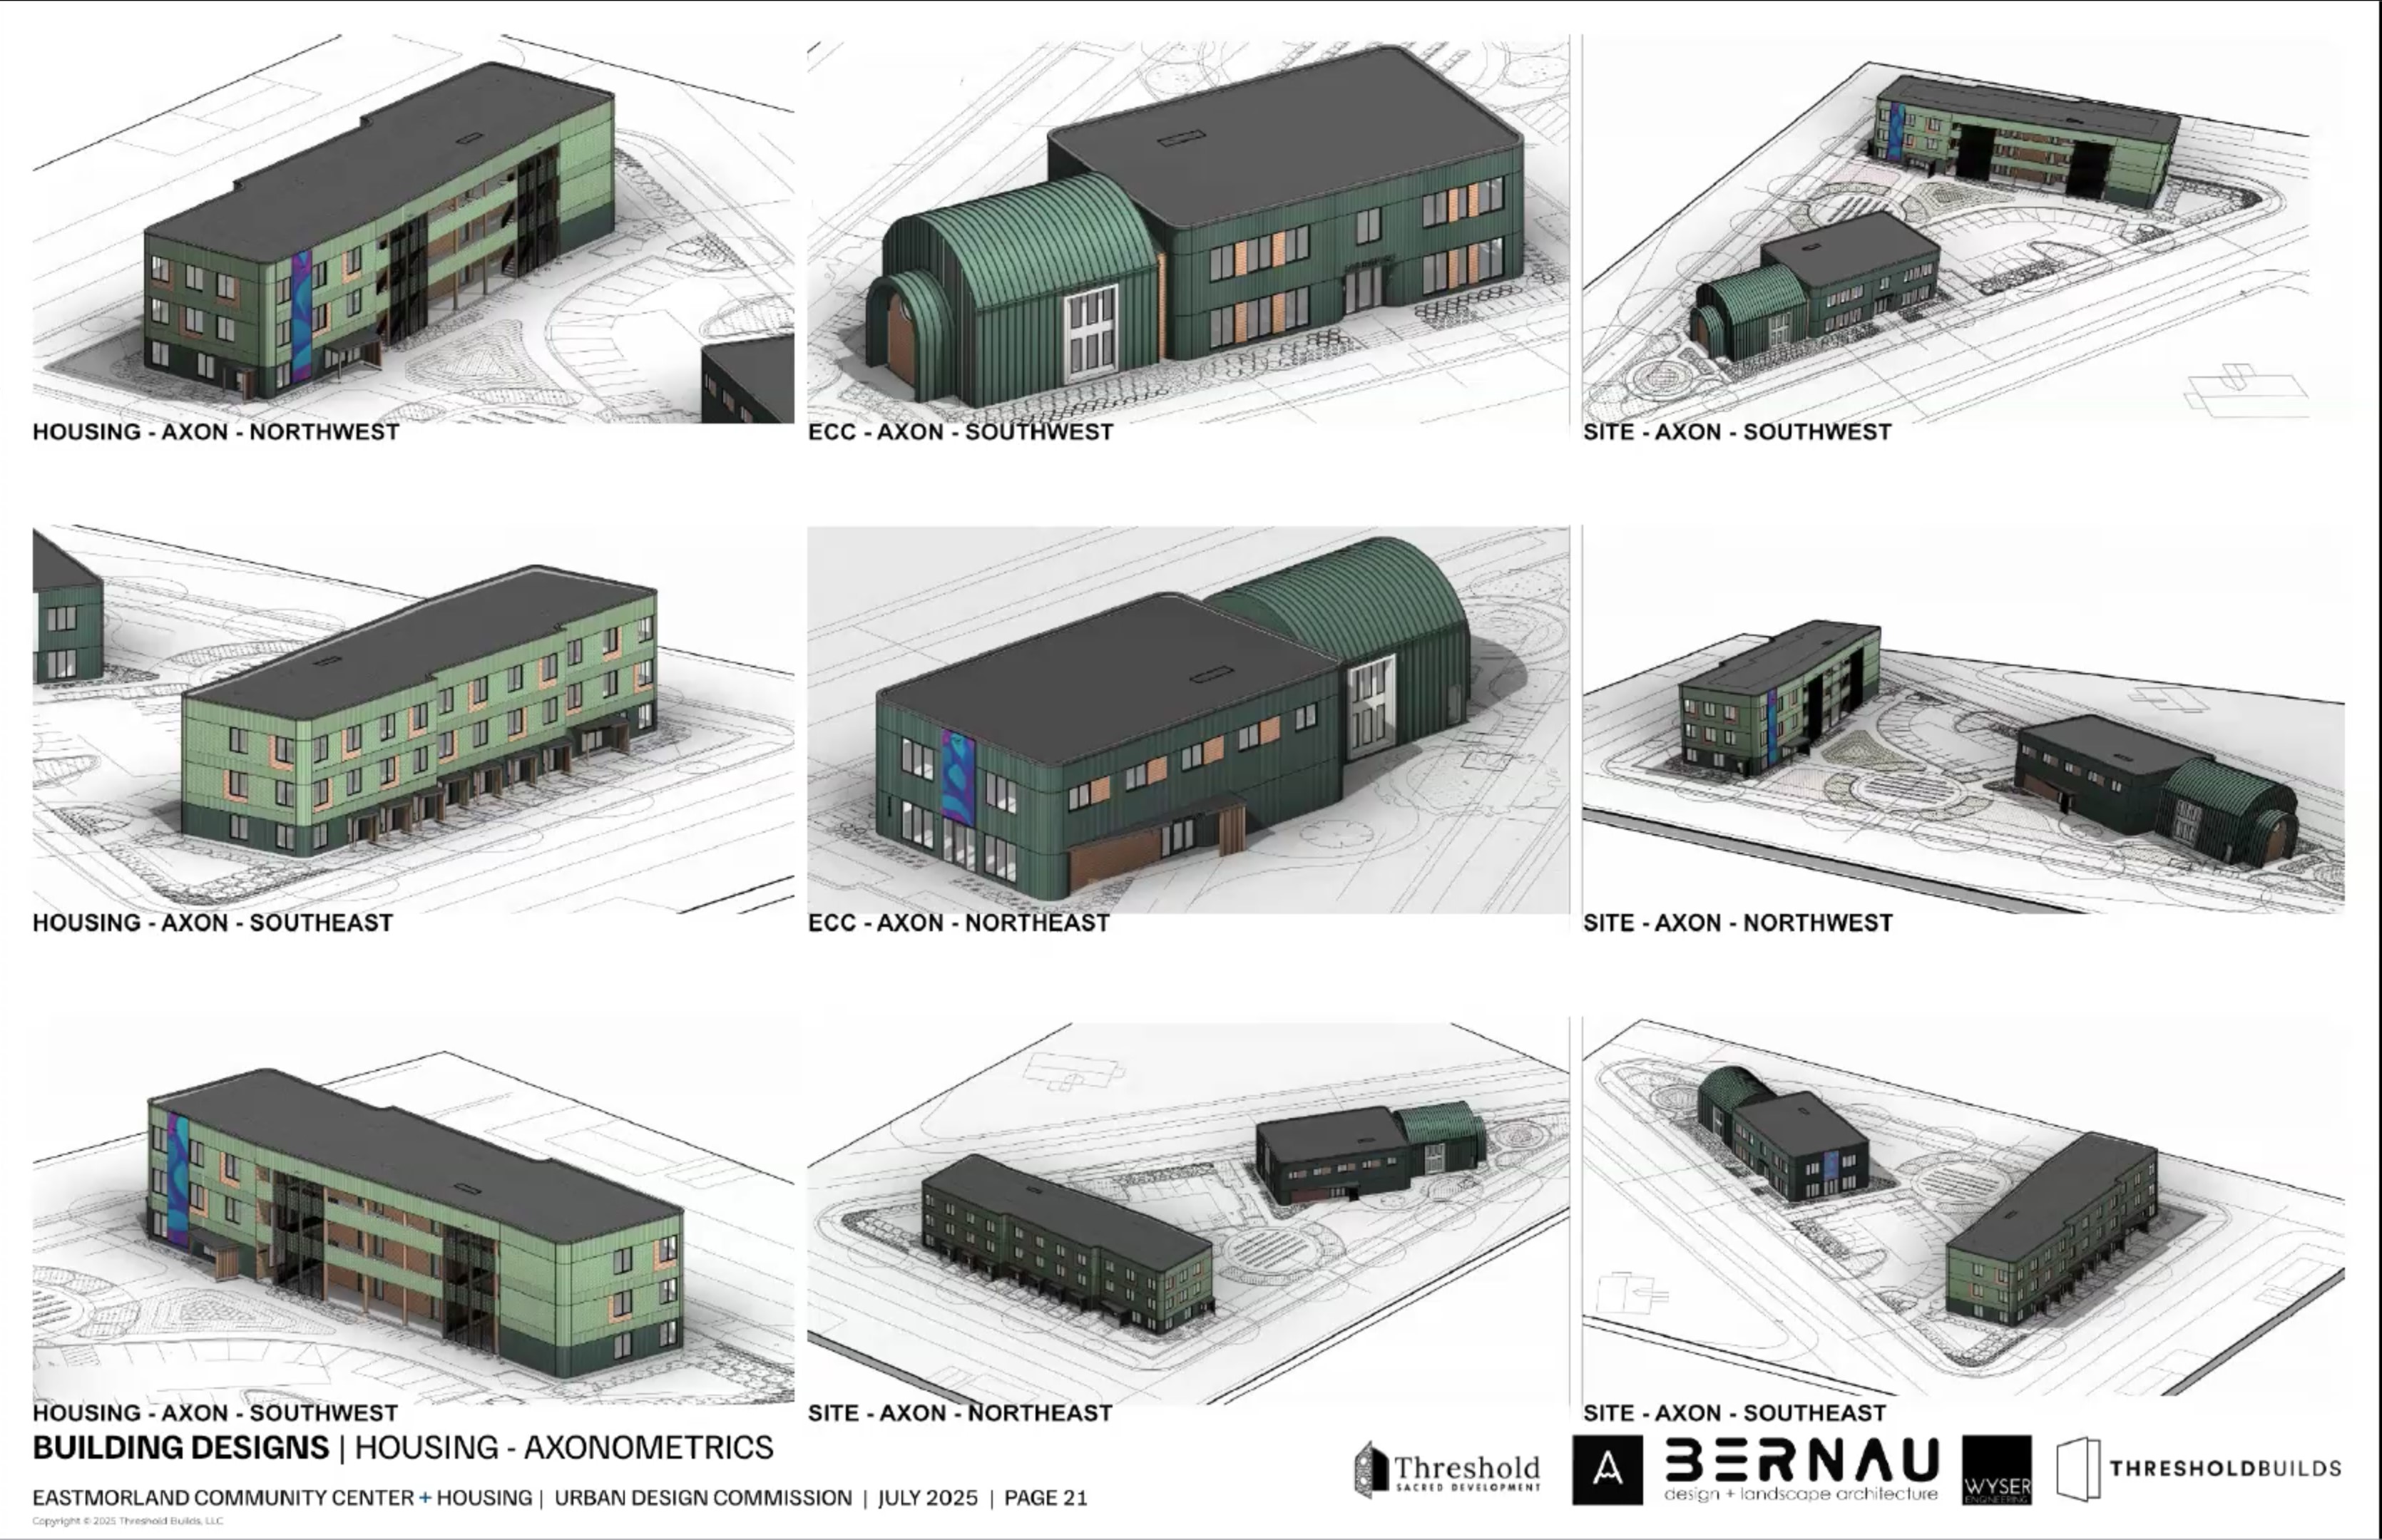 HOUSING - AXON - NORTHWEST
ECC - AXON - SOUTHWEST
SITE - AXON - SOUTHWEST
HOUSING - AXON - SOUTHEAST
ECC - AXON - NORTHEAST
SITE - AXON - NORTHWEST
HOUSING - AXON - SOUTHWEST
SITE - AXON - NORTHEAST
SITE - AXON - SOUTHEAST
BUILDING DESIGNS | HOUSING - AXONOMETRICS
EASTMORLAND COMMUNITY CENTER + HOUSING | URBAN DESIGN COMMISSION | JULY 2025 | PAGE 21
Copyright © 2025 Threshold Builds, LLC
Threshold
SACRED DEVELOPMENT
A
BERNAU
design + landscape architecture
WYSER
ENGINEERING
THRESHOLDBUILDS